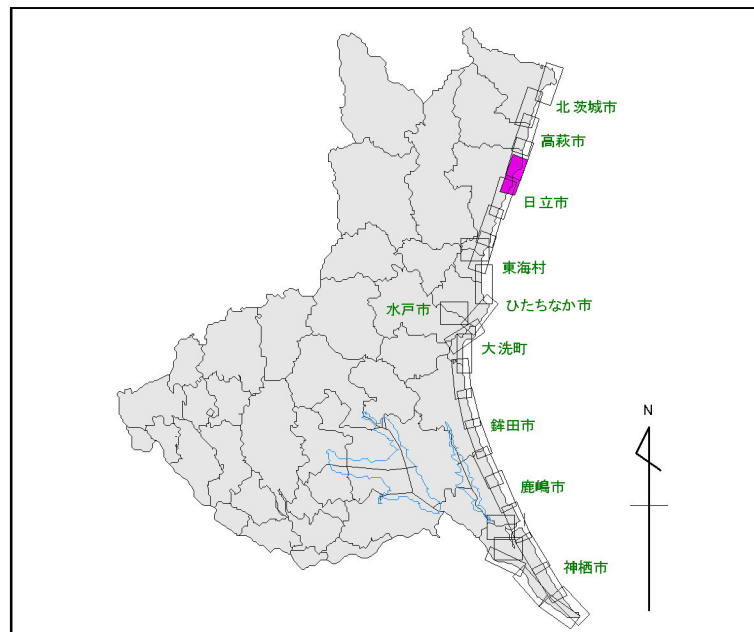 北茨城市
高萩市
日立市
東海村
ひたちなか市
水戸市
大洗町
N
鉾田市
鹿嶋市
神栖市